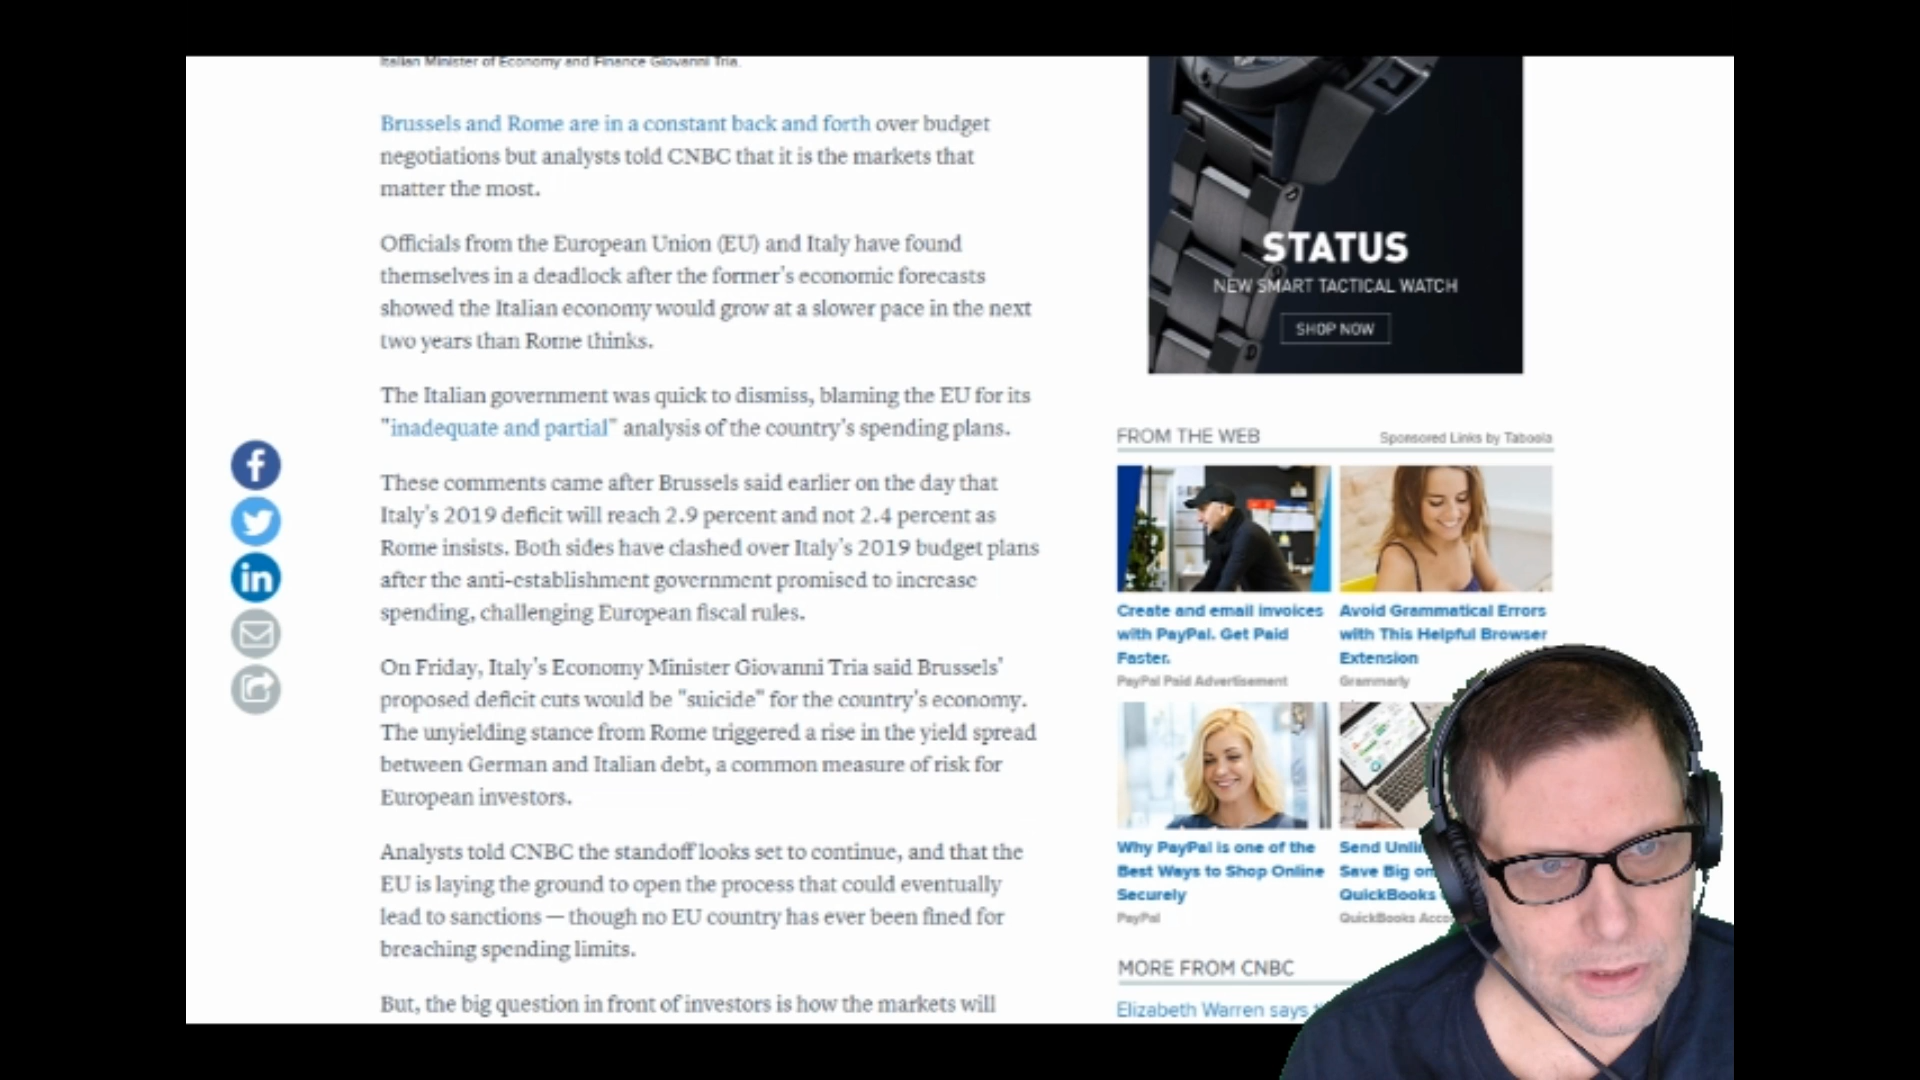 Italian Minister of Economy and Finance Giovanni Tria.
Brussels and Rome are in a constant back and forth over budget
negotiations but analysts told CNBC that it is the markets that
matter the most.
Officials from the European Union (EU) and Italy have found
themselves in a deadlock after the former's economic forecasts
showed the Italian economy would grow at a slower pace in the next
two years than Rome thinks.
The Italian government was quick to dismiss, blaming the EU for its
"inadequate and partial" analysis of the country's spending plans.
These comments came after Brussels said earlier on the day that
Italy's 2019 deficit will reach 2.9 percent and not 2.4 percent as
Rome insists. Both sides have clashed over Italy's 2019 budget plans
after the anti-establishment government promised to increase
spending, challenging European fiscal rules.
On Friday, Italy's Economy Minister Giovanni Tria said Brussels'
proposed deficit cuts would be "suicide" for the country's economy.
The unyielding stance from Rome triggered a rise in the yield spread
between German and Italian debt, a common measure of risk for
European investors.
Analysts told CNBC the standoff looks set to continue, and that the
EU is laying the ground to open the process that could eventually
lead to sanctions — though no EU country has ever been fined for
breaching spending limits.
But, the big question in front of investors is how the markets will
STATUS
NEW SMART TACTICAL WATCH
SHOP NOW
FROM THE WEB
Sponsored Links by Taboola
Create and email invoices
with PayPal. Get Paid
Faster.
PayPal Paid Advertisement
Avoid Grammatical Errors
with This Helpful Browser
Extension
Grammarly
Why PayPal is one of the
Best Ways to Shop Online
Securely
PayPal
Send
Save Big on
QuickBooks
QuickBooks
MORE FROM CNBC
Elizabeth Warren says